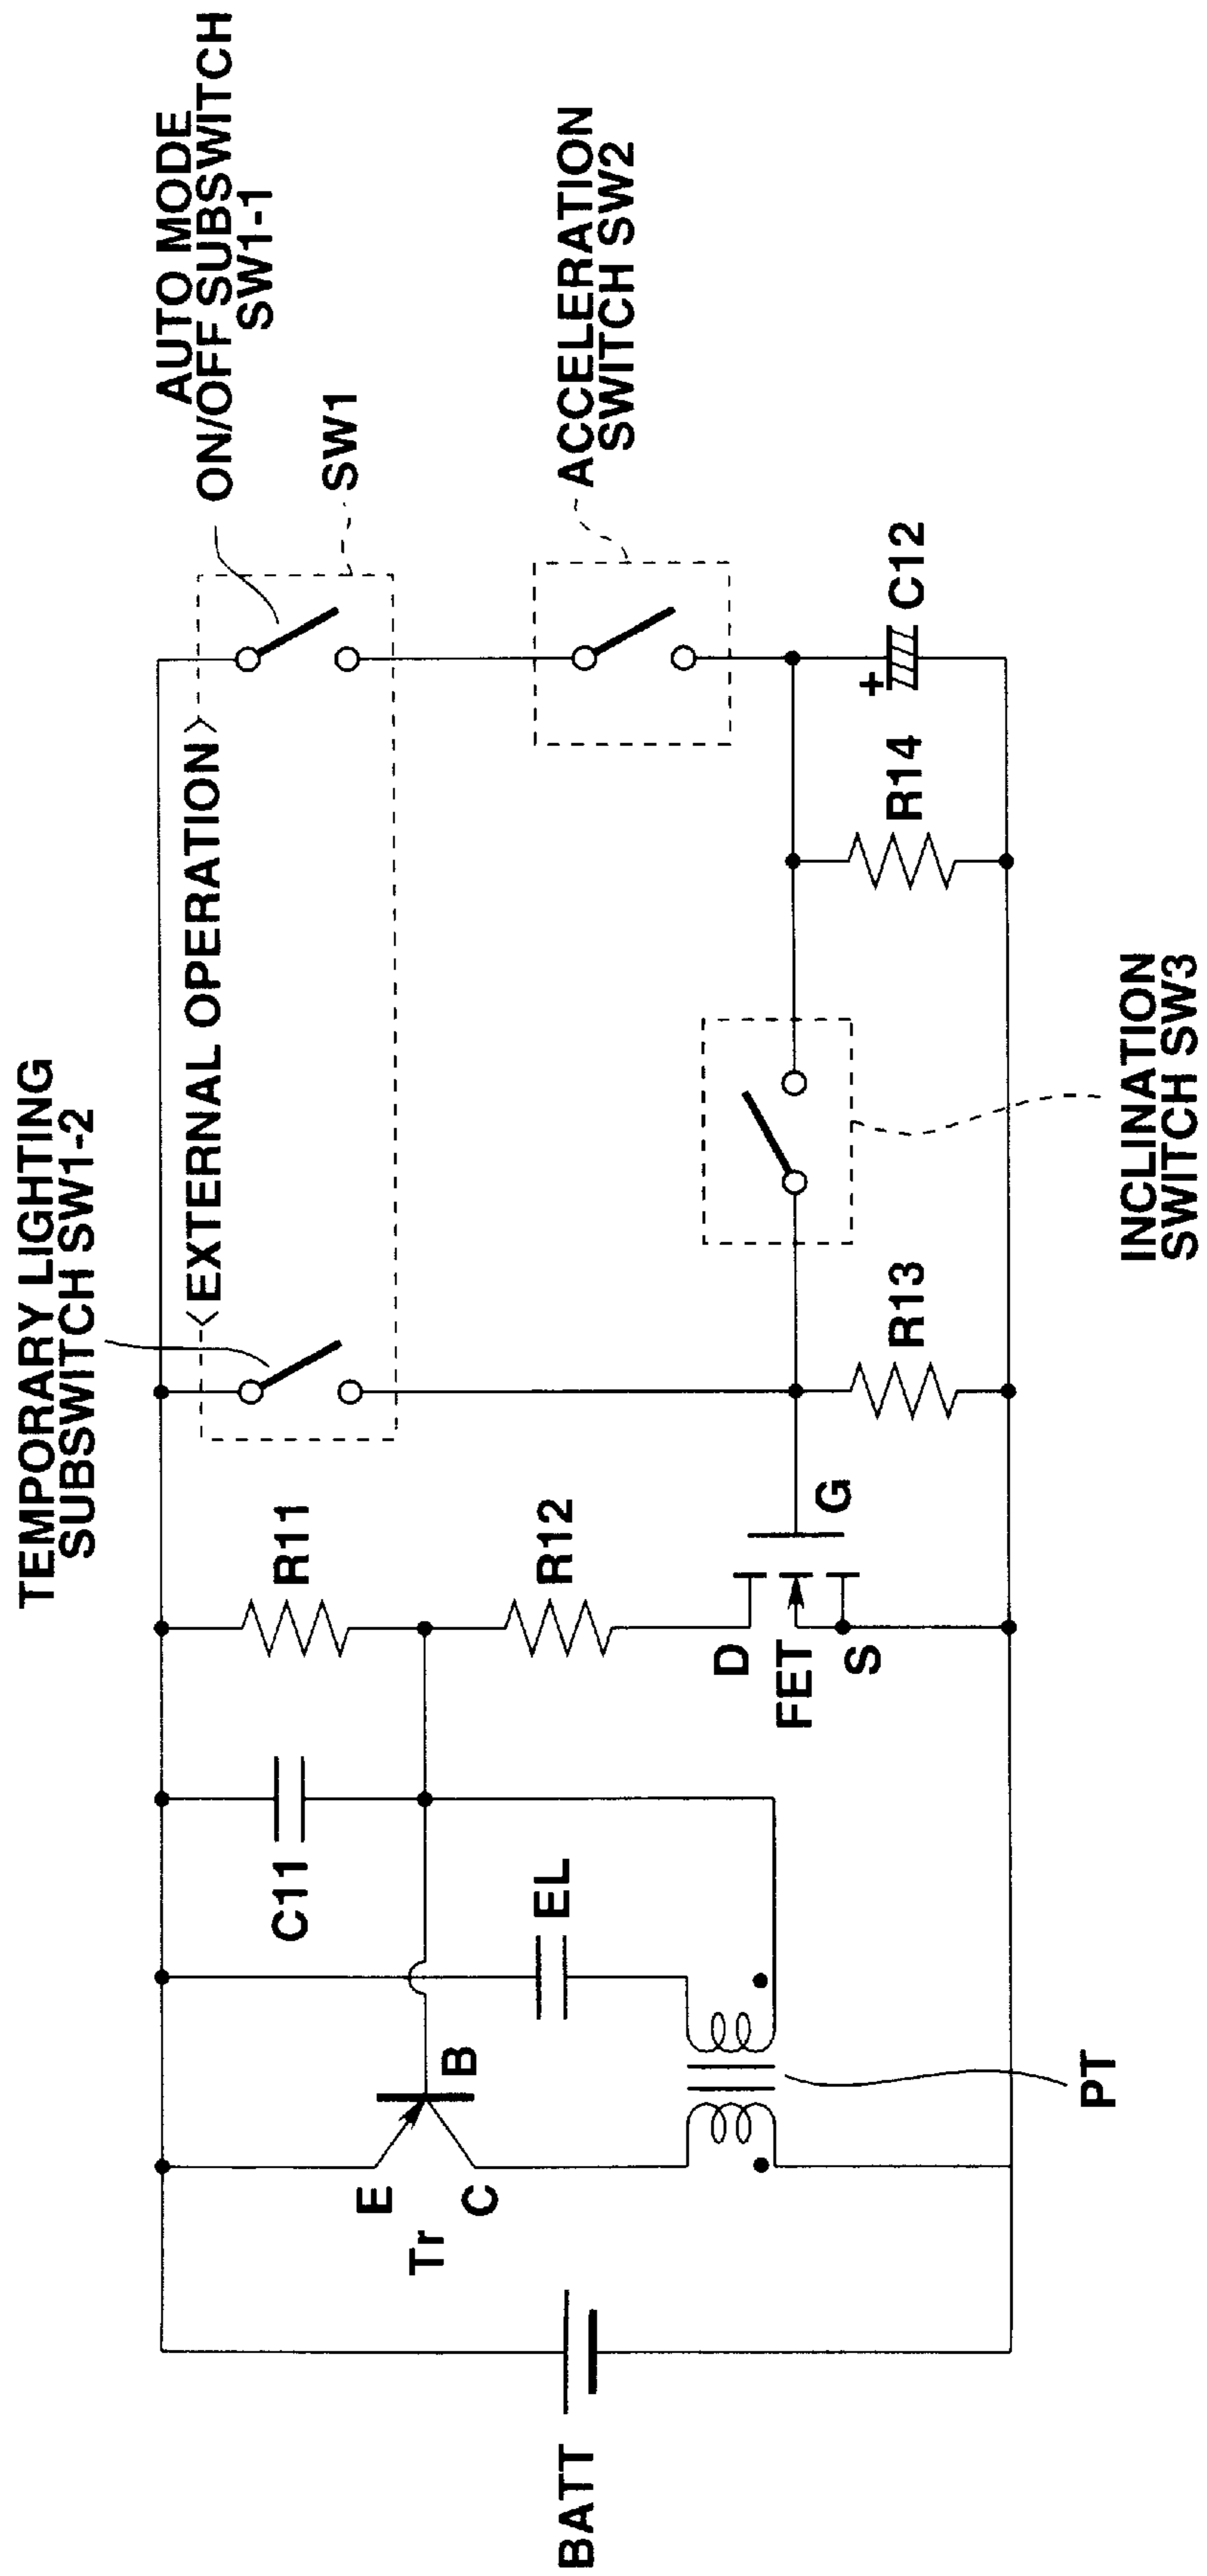 TEMPORARY LIGHTING
SUBSWITCH SW1-2
AUTO MODE
ON/OFF SUBSWITCH
SW1-1
<EXTERNAL OPERATION>
SW1
R11
C11
E
B
C
Tr
EL
R12
ACCELERATION
SWITCH SW2
BATT
D
FET
G
S
R13
R14
+
C12
PT
INCLINATION
SWITCH SW3